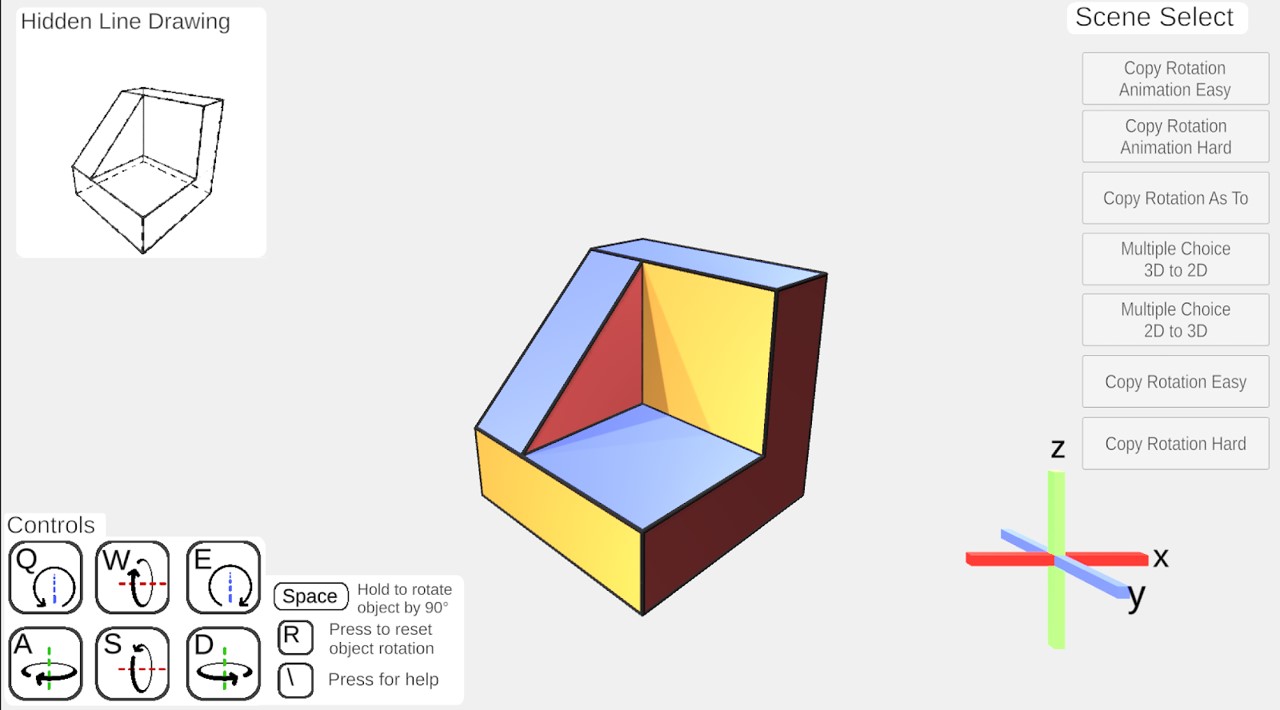 Hidden Line Drawing
Scene Select
Copy Rotation
Animation Easy
Copy Rotation
Animation Hard
Copy Rotation As To
Multiple Choice
3D to 2D
Multiple Choice
2D to 3D
Copy Rotation Easy
Copy Rotation Hard
z
x
y
Controls
Q W E
A S D
Space
Hold to rotate
object by 90°
R
Press to reset
object rotation
\
Press for help